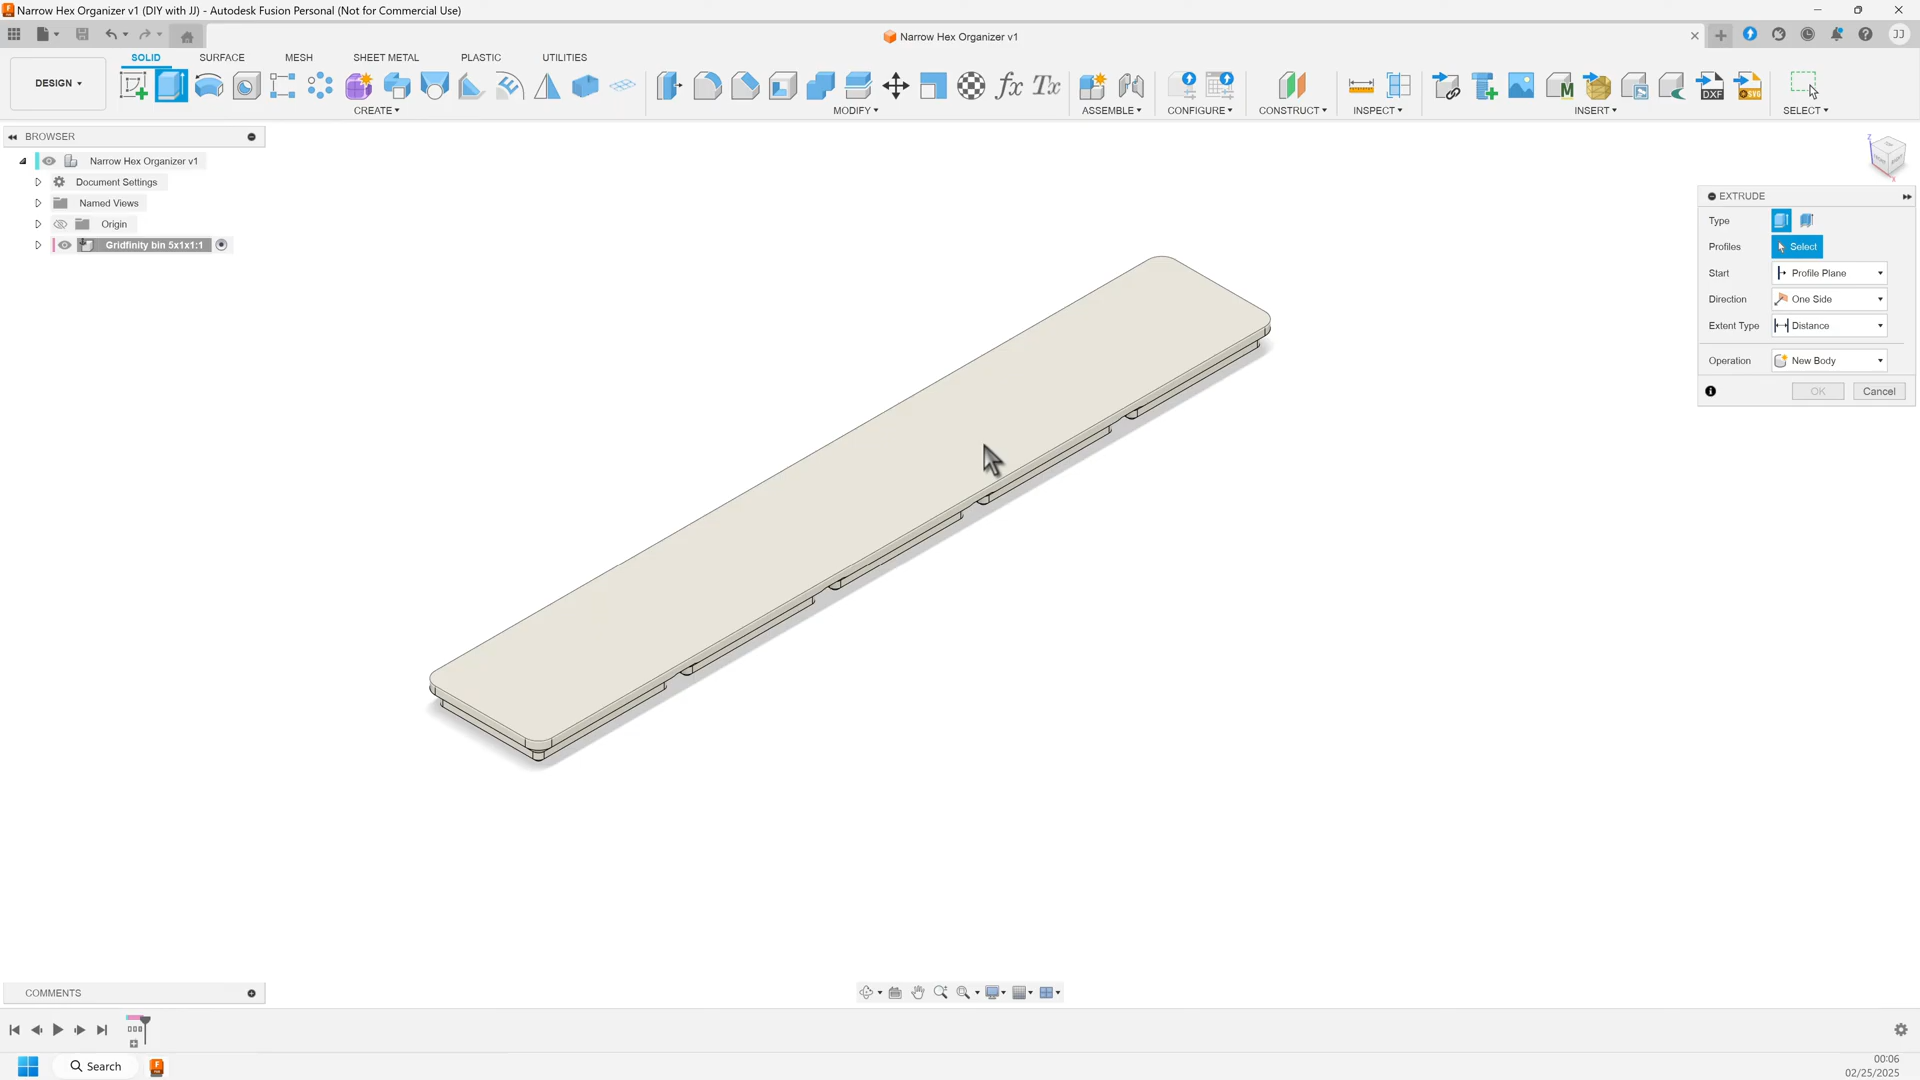 Narrow Hex Organizer v1 (DIY with JJ) - Autodesk Fusion Personal (Not for Commercial Use)
Narrow Hex Organizer v1
JJ
SOLID SURFACE MESH SHEET METAL PLASTIC UTILITIES
DESIGN
CREATE MODIFY ASSEMBLE CONFIGURE CONSTRUCT INSPECT INSERT SELECT
BROWSER
Narrow Hex Organizer v1
Document Settings
Named Views
Origin
Gridfinity bin 5x1x1:1
EXTRUDE
Type
Profiles Select
Start Profile Plane
Direction One Side
Extent Type Distance
Operation New Body
OK Cancel
COMMENTS
Search
00:06
02/25/2025